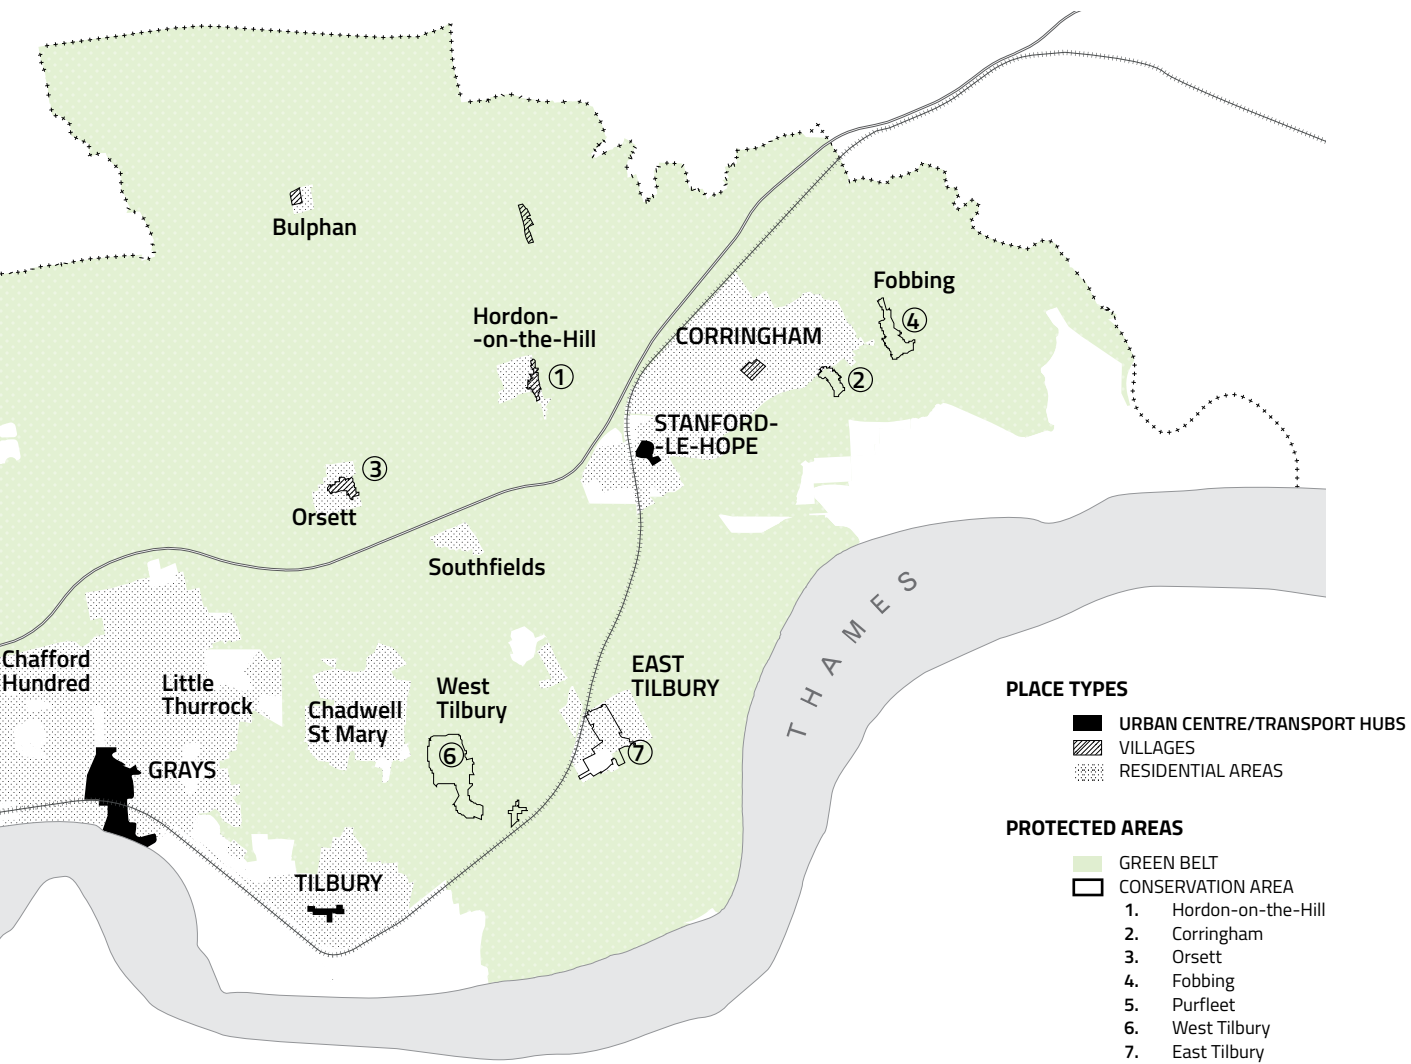 Bulphan
Fobbing
4
Hordon-
-on-the-Hill
1
CORRINGHAM
2
STANFORD-
-LE-HOPE
3
Orsett
Southfields
THAMES
Chafford
Hundred
Little
Thurrock
Chadwell
St Mary
West
Tilbury
6
EAST
TILBURY
7
GRAYS
TILBURY
PLACE TYPES
URBAN CENTRE/TRANSPORT HUBS
VILLAGES
RESIDENTIAL AREAS
PROTECTED AREAS
GREEN BELT
CONSERVATION AREA
1. Hordon-on-the-Hill
2. Corringham
3. Orsett
4. Fobbing
5. Purfleet
6. West Tilbury
7. East Tilbury